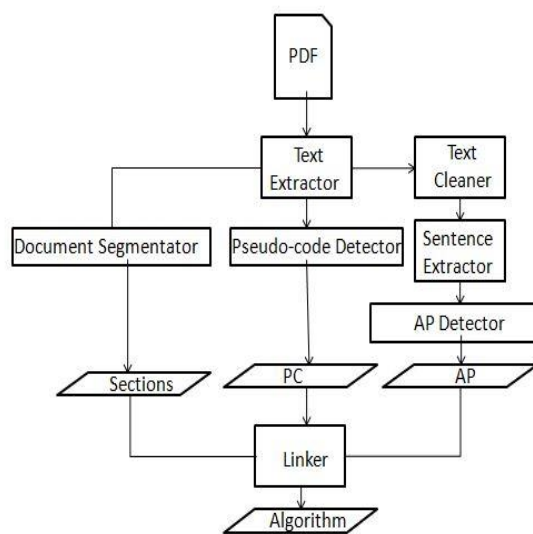 PDF
Text
Extractor
Text
Cleaner
Document Segmentator
Pseudo-code Detector
Sentence
Extractor
AP Detector
Sections
PC
AP
Linker
Algorithm